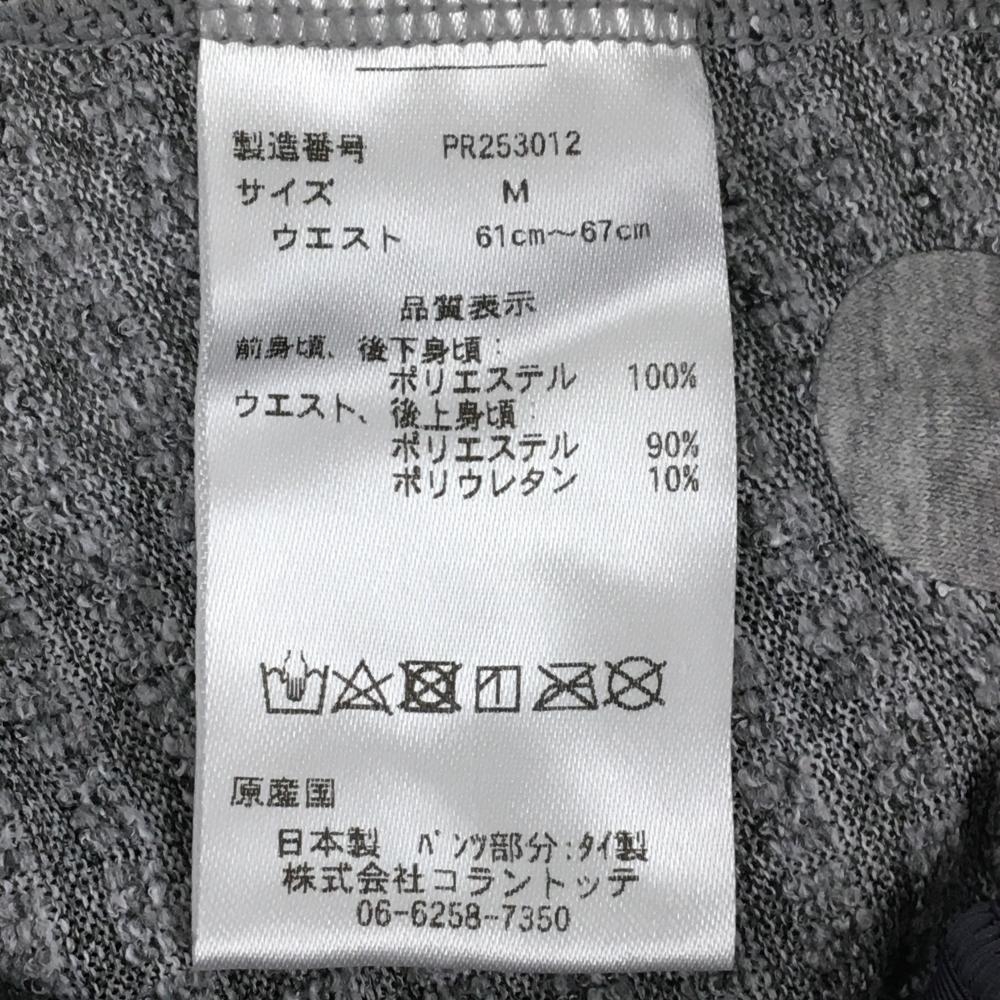 製造番号 PR253012
サイズ M
ウエスト 61cm～67cm
品質表示
前身頃、後下身頃：
ポリエステル 100%
ウエスト、後上身頃：
ポリエステル 90%
ポリウレタン 10%
原産国
日本製 ﾊﾟﾝﾂ部分:ﾀｲ製
株式会社コラントッテ
06-6258-7350